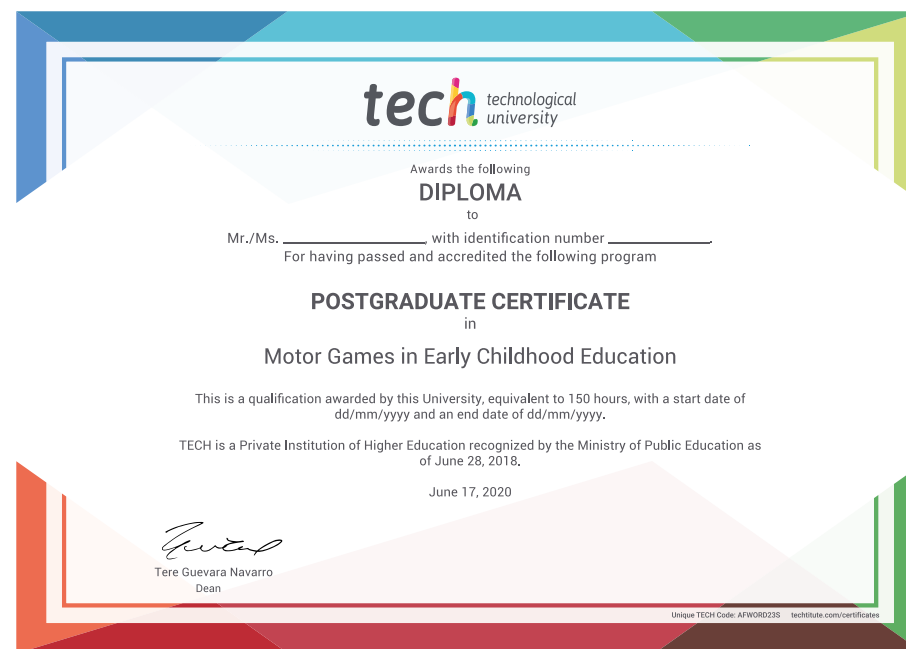 tech technological
university
Awards the following
DIPLOMA
to
Mr./Ms. ____________________, with identification number ______________.
For having passed and accredited the following program
POSTGRADUATE CERTIFICATE
in
Motor Games in Early Childhood Education
This is a qualification awarded by this University, equivalent to 150 hours, with a start date of
dd/mm/yyyy and an end date of dd/mm/yyyy.
TECH is a Private Institution of Higher Education recognized by the Ministry of Public Education as
of June 28, 2018.
June 17, 2020
Tere Guevara Navarro
Dean
Unique TECH Code: AFWORD23S techtitute.com/certificates